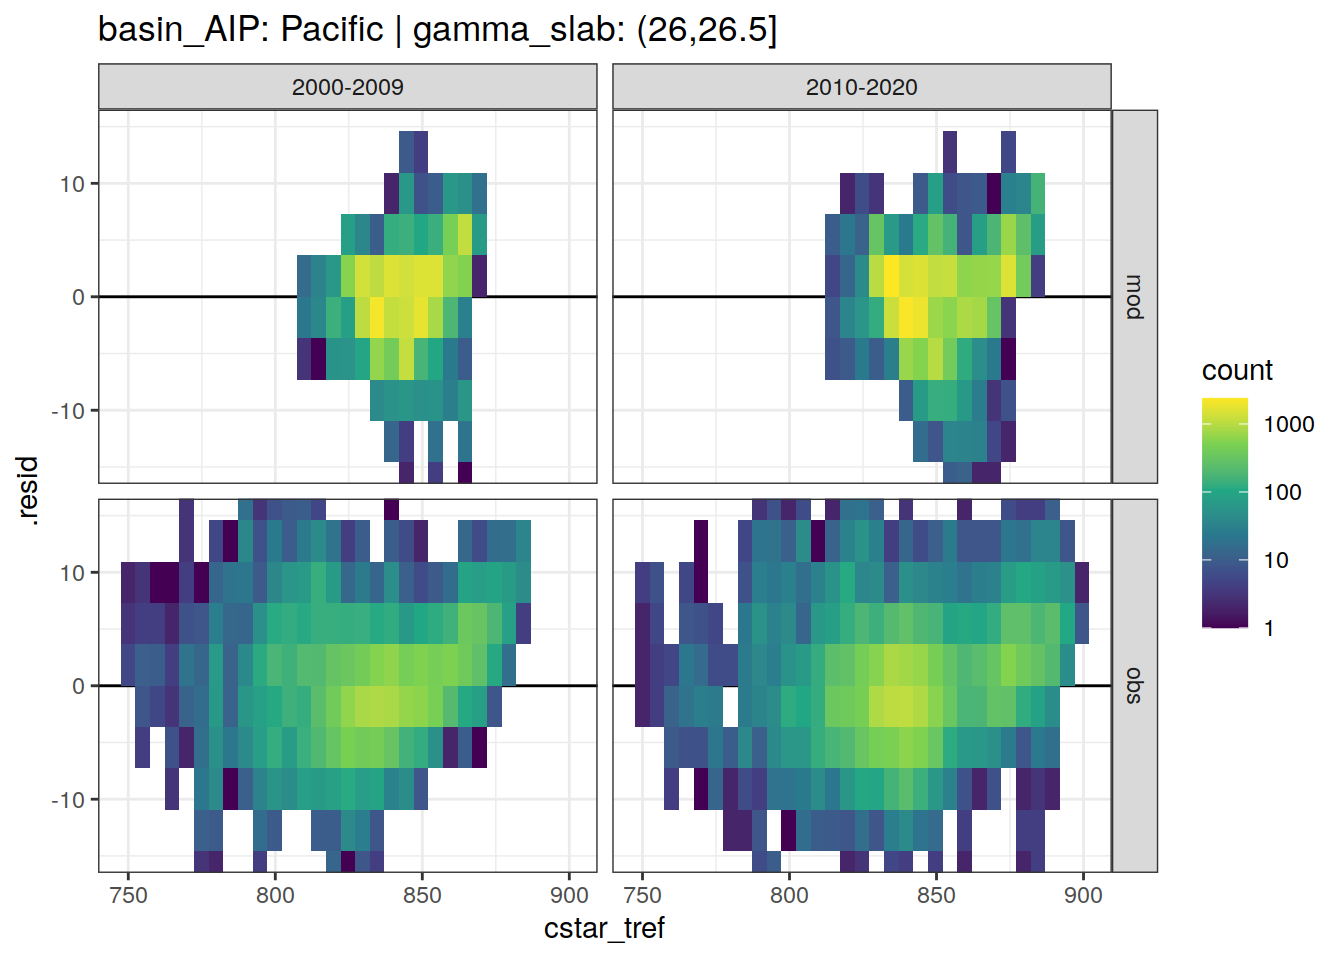 basin_AIP: Pacific | gamma_slab: (26,26.5]
2000-2009 2010-2020
10
0
-10
mod
10
0
-10
obs
.resid
750 800 850 900 750 800 850 900
cstar_tref
count
1000
100
10
1